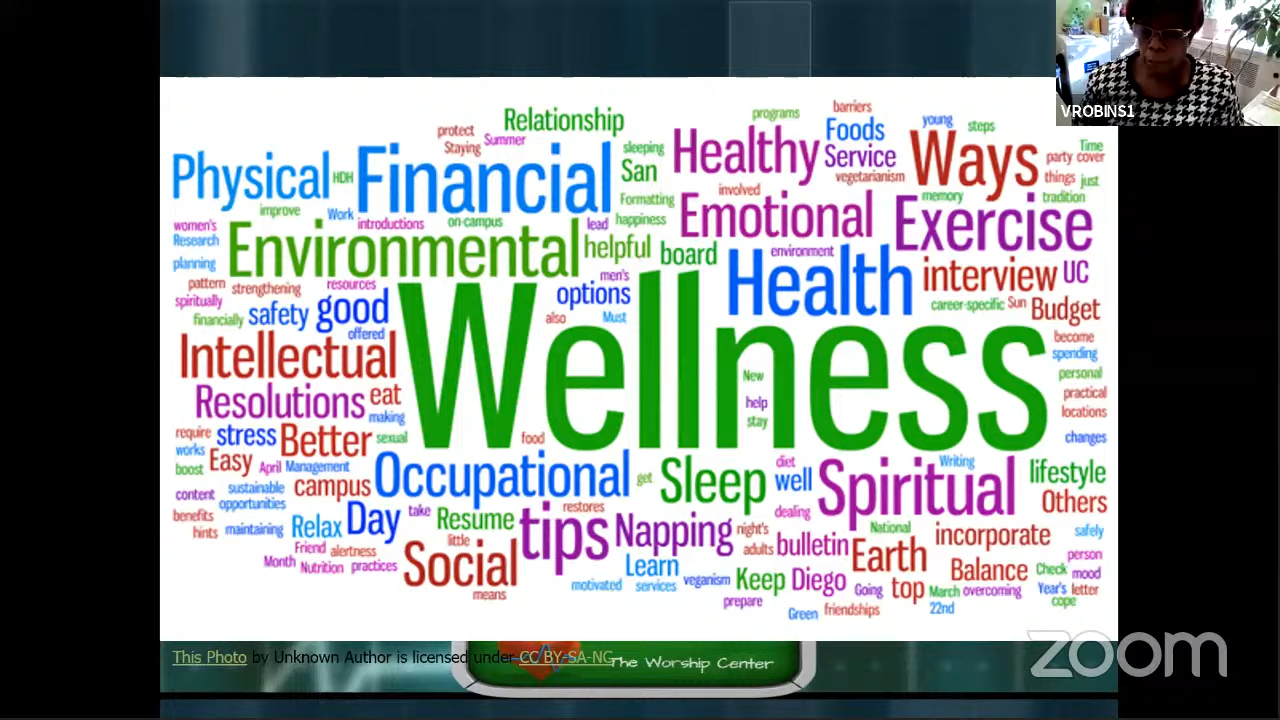 VROBINS1
Relationship
programs
barriers
young
steps
protect
Summer
Staying
Foods
Time
Physical
HDH
Financial
sleeping
San
Healthy
Service
vegetarianism
Ways
party
cover
things
just
improve
Work
introductions
on-campus
lead
Formatting
happiness
involved
Emotional
memory
tradition
Exercise
women's
Research
planning
Environmental
helpful
board
environment
Health
interview
UC
pattern
strengthening
resources
men's
options
spiritually
financially
safety
good
offered
also
Must
career-specific
Sun
Budget
become
spending
Intellectual
Wellness
personal
Resolutions
eat
making
New
help
stay
practical
locations
require
works
boost
stress
Better
sexual
food
changes
Easy
April
Management
Occupational
get
Sleep
diet
well
Writing
Spiritual
lifestyle
content
sustainable
opportunities
campus
dealing
Others
benefits
hints
maintaining
Relax
Day
take
Resume
little
restores
tips
Napping
night's
adults
bulletin
National
Earth
incorporate
safely
Friend
alertness
Month
Nutrition
practices
Social
means
Learn
motivated
services
veganism
Keep
Diego
Going
top
March
overcoming
Balance
Check
person
mood
prepare
Green
friendships
22nd
Year's
letter
cope
This Photo by Unknown Author is licensed under CC BY-SA-NC
The Worship Center
zoom